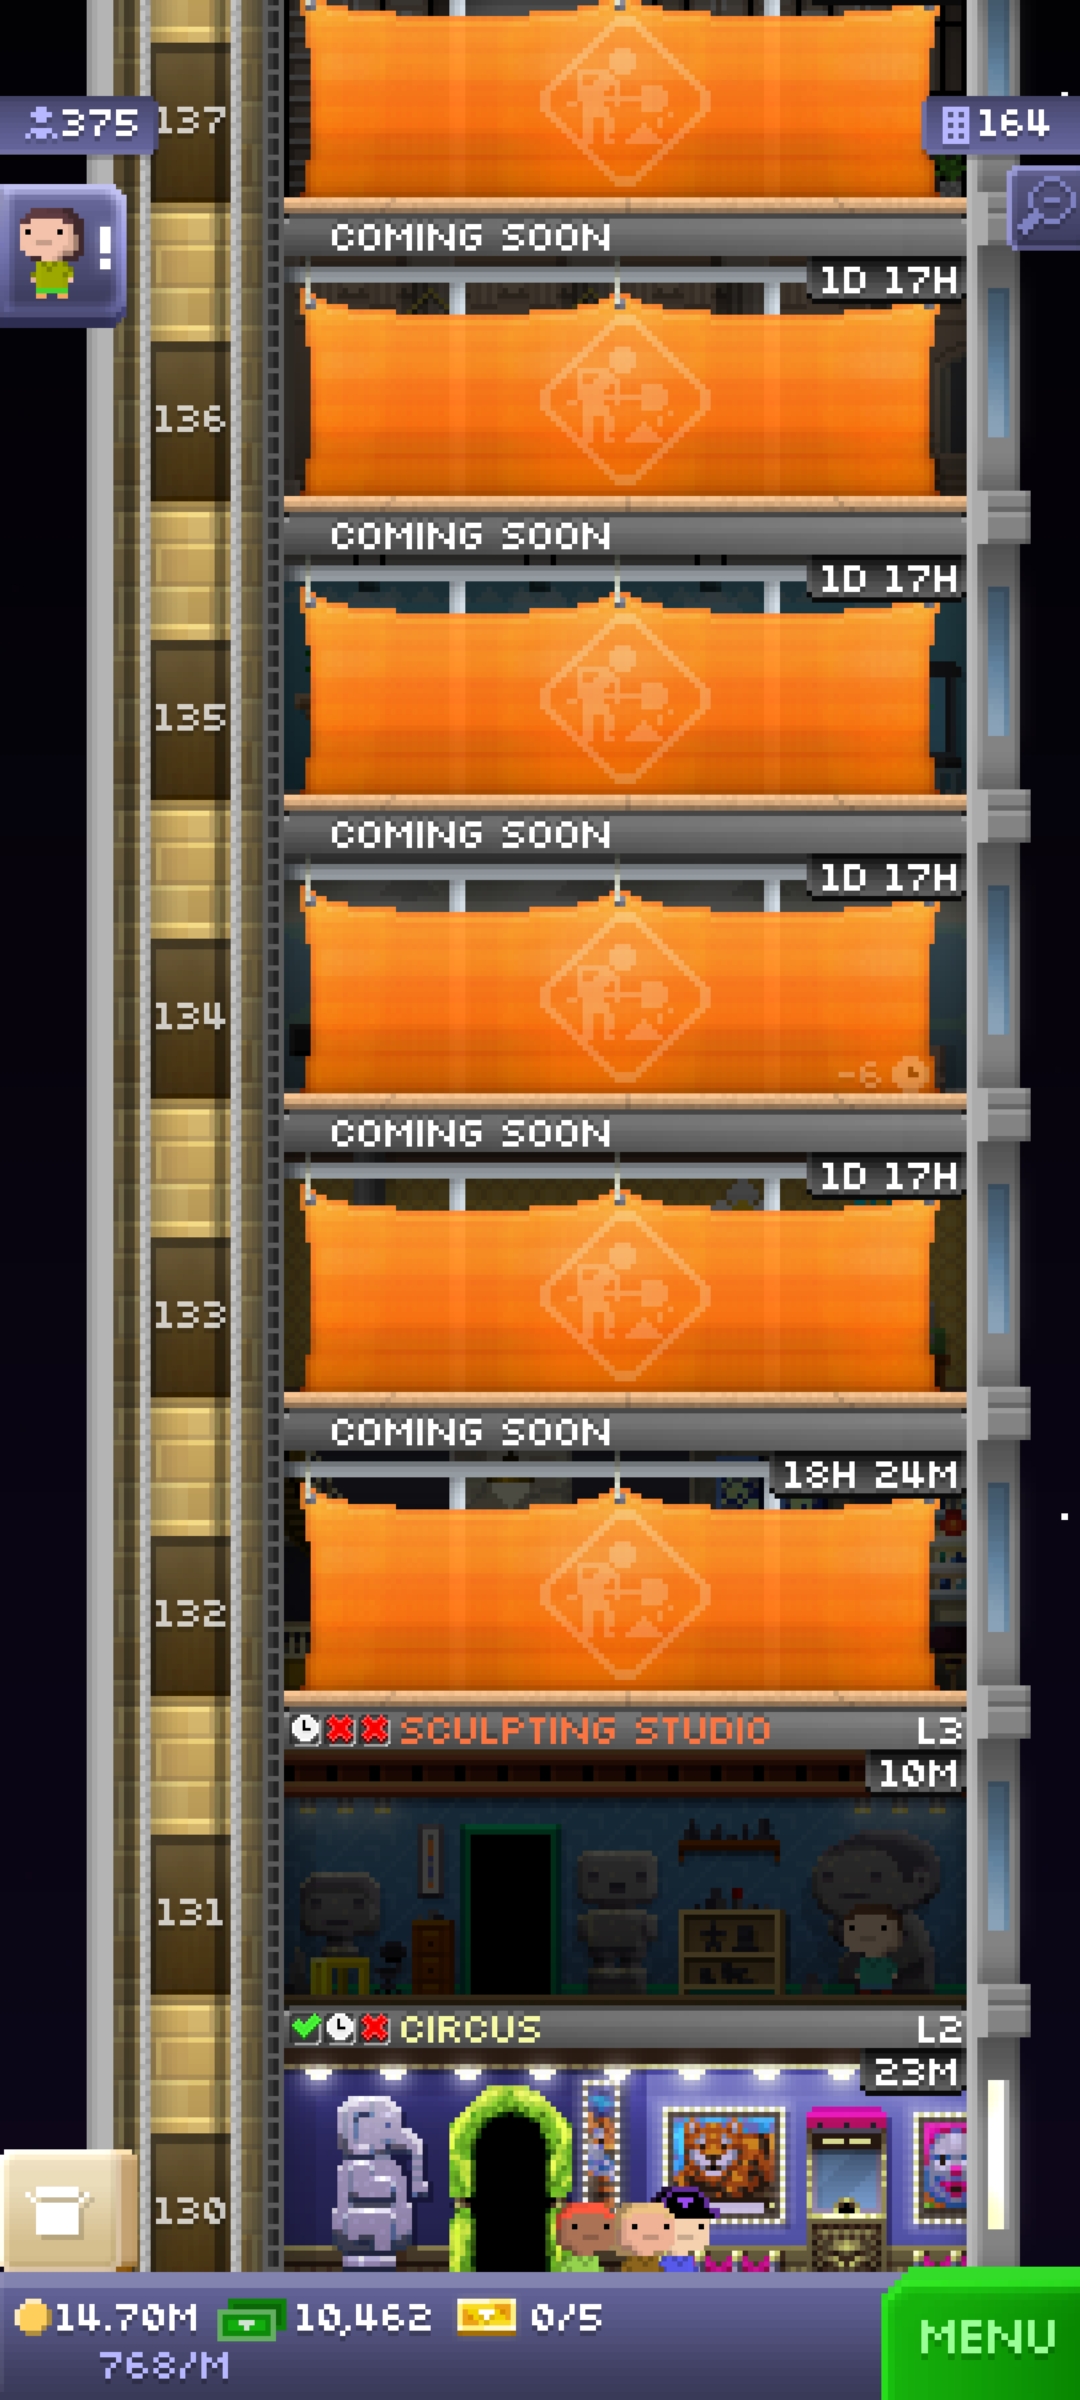 375
137
164
!
COMING SOON
1D 17H
136
COMING SOON
1D 17H
135
COMING SOON
1D 17H
134
-6
COMING SOON
1D 17H
133
COMING SOON
18H 24M
132
SCULPTING STUDIO L3
10M
131
CIRCUS L2
23M
130
14.70M 10,462 0/5
768/M
MENU